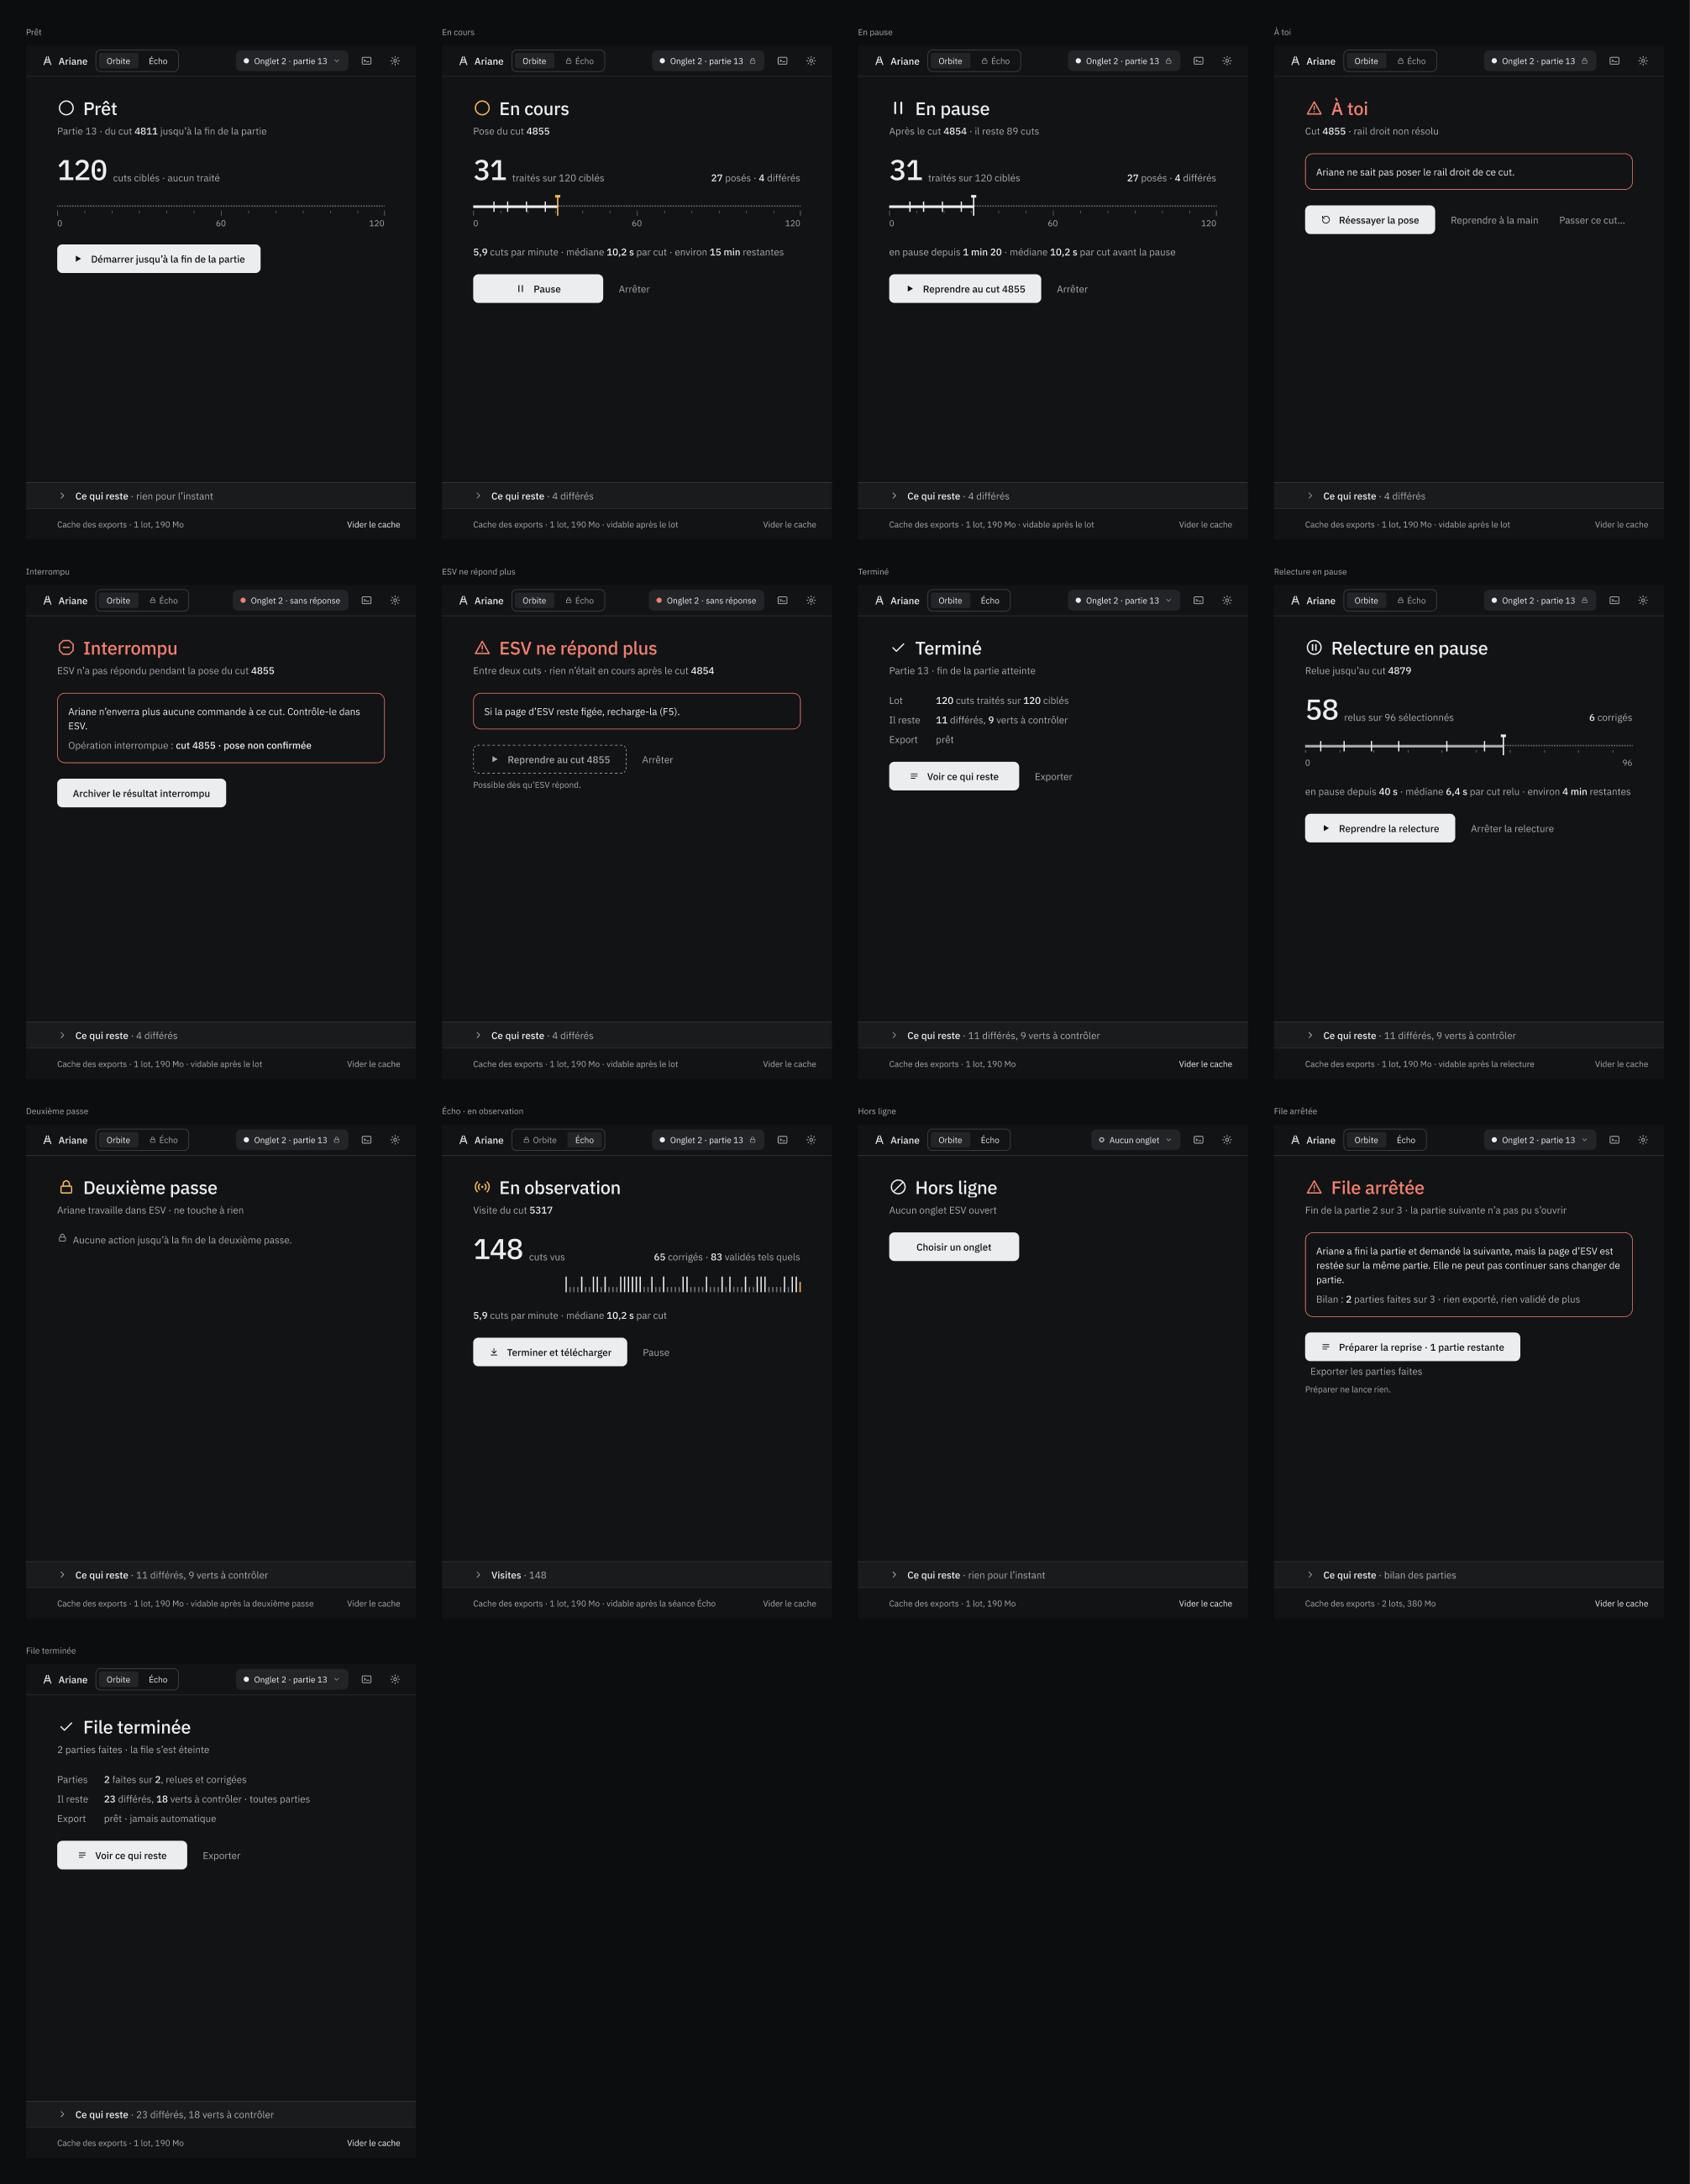 Prêt
Ariane Orbite Écho Onglet 2 · partie 13
Prêt
Partie 13 · du cut 4811 jusqu’à la fin de la partie
120 cuts ciblés · aucun traité
0 60 120
Démarrer jusqu’à la fin de la partie
Ce qui reste · rien pour l’instant
Cache des exports · 1 lot, 190 Mo Vider le cache
En cours
Ariane Orbite Écho Onglet 2 · partie 13
En cours
Pose du cut 4855
31 traités sur 120 ciblés 27 posés · 4 différés
0 60 120
5,9 cuts par minute · médiane 10,2 s par cut · environ 15 min restantes
Pause Arrêter
Ce qui reste · 4 différés
Cache des exports · 1 lot, 190 Mo · vidable après le lot Vider le cache
En pause
Ariane Orbite Écho Onglet 2 · partie 13
En pause
Après le cut 4854 · il reste 89 cuts
31 traités sur 120 ciblés 27 posés · 4 différés
0 60 120
en pause depuis 1 min 20 · médiane 10,2 s par cut avant la pause
Reprendre au cut 4855 Arrêter
Ce qui reste · 4 différés
Cache des exports · 1 lot, 190 Mo · vidable après le lot Vider le cache
À toi
Ariane Orbite Écho Onglet 2 · partie 13
À toi
Cut 4855 · rail droit non résolu
Ariane ne sait pas poser le rail droit de ce cut.
Réessayer la pose Reprendre à la main Passer ce cut…
Ce qui reste · 4 différés
Cache des exports · 1 lot, 190 Mo · vidable après le lot Vider le cache
Interrompu
Ariane Orbite Écho Onglet 2 · sans réponse
Interrompu
ESV n’a pas répondu pendant la pose du cut 4855
Ariane n’enverra plus aucune commande à ce cut. Contrôle-le dans
ESV.
Opération interrompue : cut 4855 · pose non confirmée
Archiver le résultat interrompu
Ce qui reste · 4 différés
Cache des exports · 1 lot, 190 Mo · vidable après le lot Vider le cache
ESV ne répond plus
Ariane Orbite Écho Onglet 2 · sans réponse
ESV ne répond plus
Entre deux cuts · rien n’était en cours après le cut 4854
Si la page d’ESV reste figée, recharge-la (F5).
Reprendre au cut 4855 Arrêter
Possible dès qu’ESV répond.
Ce qui reste · 4 différés
Cache des exports · 1 lot, 190 Mo · vidable après le lot Vider le cache
Terminé
Ariane Orbite Écho Onglet 2 · partie 13
Terminé
Partie 13 · fin de la partie atteinte
Lot 120 cuts traités sur 120 ciblés
Il reste 11 différés, 9 verts à contrôler
Export prêt
Voir ce qui reste Exporter
Ce qui reste · 11 différés, 9 verts à contrôler
Cache des exports · 1 lot, 190 Mo Vider le cache
Relecture en pause
Ariane Orbite Écho Onglet 2 · partie 13
Relecture en pause
Relue jusqu’au cut 4879
58 relus sur 96 sélectionnés 6 corrigés
0 96
en pause depuis 40 s · médiane 6,4 s par cut relu · environ 4 min restantes
Reprendre la relecture Arrêter la relecture
Ce qui reste · 11 différés, 9 verts à contrôler
Cache des exports · 1 lot, 190 Mo · vidable après la relecture Vider le cache
Deuxième passe
Ariane Orbite Écho Onglet 2 · partie 13
Deuxième passe
Ariane travaille dans ESV · ne touche à rien
Aucune action jusqu’à la fin de la deuxième passe.
Ce qui reste · 11 différés, 9 verts à contrôler
Cache des exports · 1 lot, 190 Mo · vidable après la deuxième passe Vider le cache
Écho · en observation
Ariane Orbite Écho Onglet 2 · partie 13
En observation
Visite du cut 5317
148 cuts vus 65 corrigés · 83 validés tels quels
5,9 cuts par minute · médiane 10,2 s par cut
Terminer et télécharger Pause
Visites · 148
Cache des exports · 1 lot, 190 Mo · vidable après la séance Écho Vider le cache
Hors ligne
Ariane Orbite Écho Aucun onglet
Hors ligne
Aucun onglet ESV ouvert
Choisir un onglet
Ce qui reste · rien pour l’instant
Cache des exports · 1 lot, 190 Mo Vider le cache
File arrêtée
Ariane Orbite Écho Onglet 2 · partie 13
File arrêtée
Fin de la partie 2 sur 3 · la partie suivante n’a pas pu s’ouvrir
Ariane a fini la partie et demandé la suivante, mais la page d’ESV est
restée sur la même partie. Elle ne peut pas continuer sans changer de
partie.
Bilan : 2 parties faites sur 3 · rien exporté, rien validé de plus
Préparer la reprise · 1 partie restante
Exporter les parties faites
Préparer ne lance rien.
Ce qui reste · bilan des parties
Cache des exports · 2 lots, 380 Mo Vider le cache
File terminée
Ariane Orbite Écho Onglet 2 · partie 13
File terminée
2 parties faites · la file s’est éteinte
Parties 2 faites sur 2, relues et corrigées
Il reste 23 différés, 18 verts à contrôler · toutes parties
Export prêt · jamais automatique
Voir ce qui reste Exporter
Ce qui reste · 23 différés, 18 verts à contrôler
Cache des exports · 1 lot, 190 Mo Vider le cache